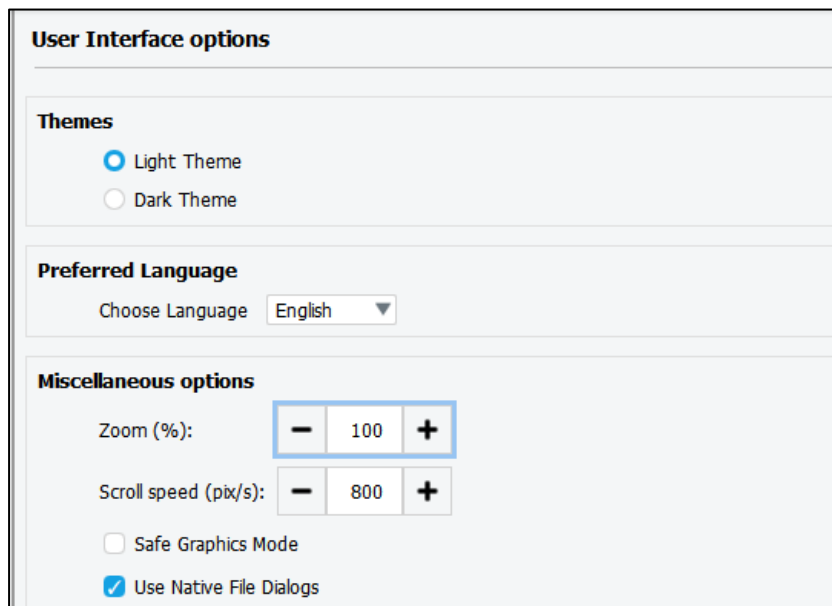 User Interface options
Themes
Light Theme
Dark Theme
Preferred Language
Choose Language English
Miscellaneous options
Zoom (%): 100
Scroll speed (pix/s): 800
Safe Graphics Mode
Use Native File Dialogs